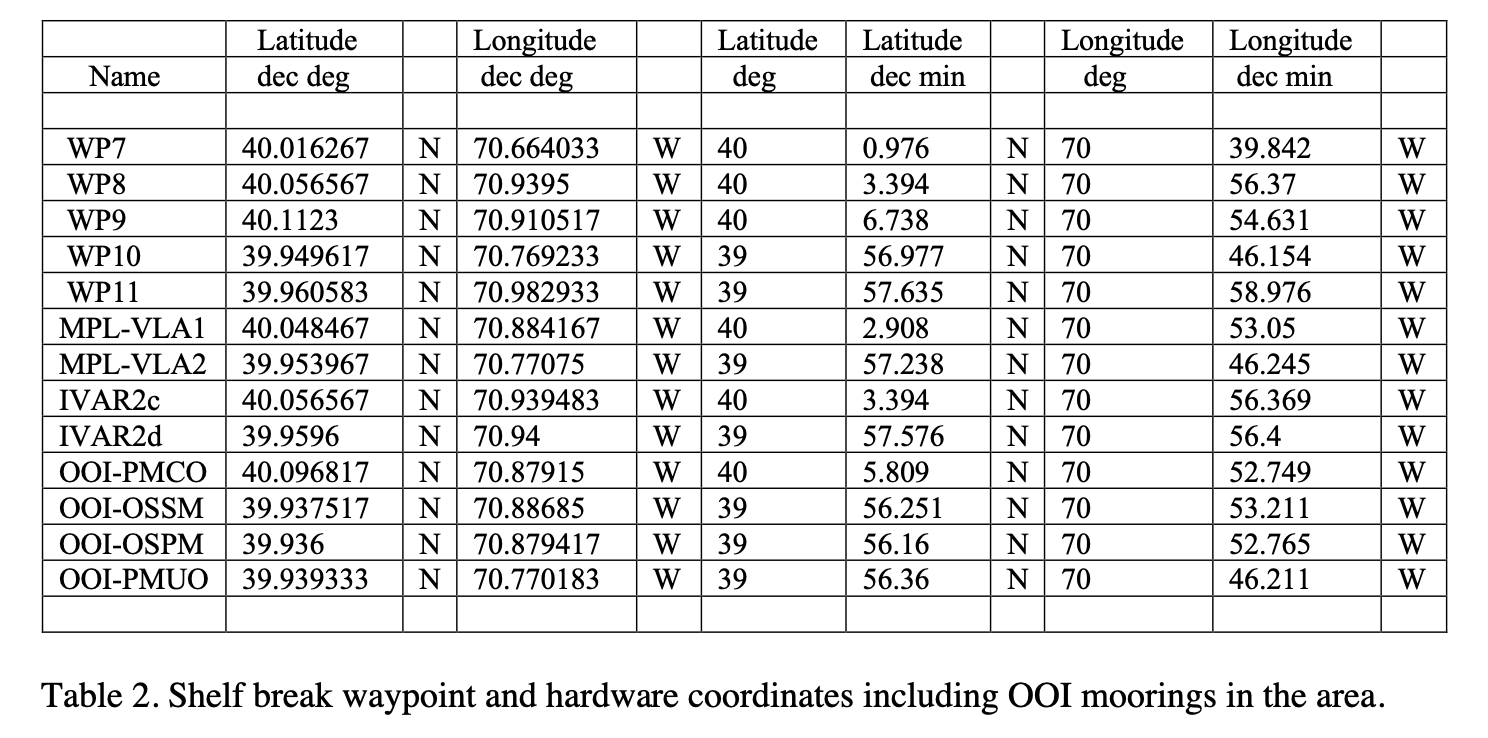 Latitude Longitude Latitude Latitude Longitude Longitude
Name dec deg dec deg deg dec min deg dec min
WP7 40.016267 N 70.664033 W 40 0.976 N 70 39.842 W
WP8 40.056567 N 70.9395 W 40 3.394 N 70 56.37 W
WP9 40.1123 N 70.910517 W 40 6.738 N 70 54.631 W
WP10 39.949617 N 70.769233 W 39 56.977 N 70 46.154 W
WP11 39.960583 N 70.982933 W 39 57.635 N 70 58.976 W
MPL-VLA1 40.048467 N 70.884167 W 40 2.908 N 70 53.05 W
MPL-VLA2 39.953967 N 70.77075 W 39 57.238 N 70 46.245 W
IVAR2c 40.056567 N 70.939483 W 40 3.394 N 70 56.369 W
IVAR2d 39.9596 N 70.94 W 39 57.576 N 70 56.4 W
OOI-PMCO 40.096817 N 70.87915 W 40 5.809 N 70 52.749 W
OOI-OSSM 39.937517 N 70.88685 W 39 56.251 N 70 53.211 W
OOI-OSPM 39.936 N 70.879417 W 39 56.16 N 70 52.765 W
OOI-PMUO 39.939333 N 70.770183 W 39 56.36 N 70 46.211 W
Table 2. Shelf break waypoint and hardware coordinates including OOI moorings in the area.